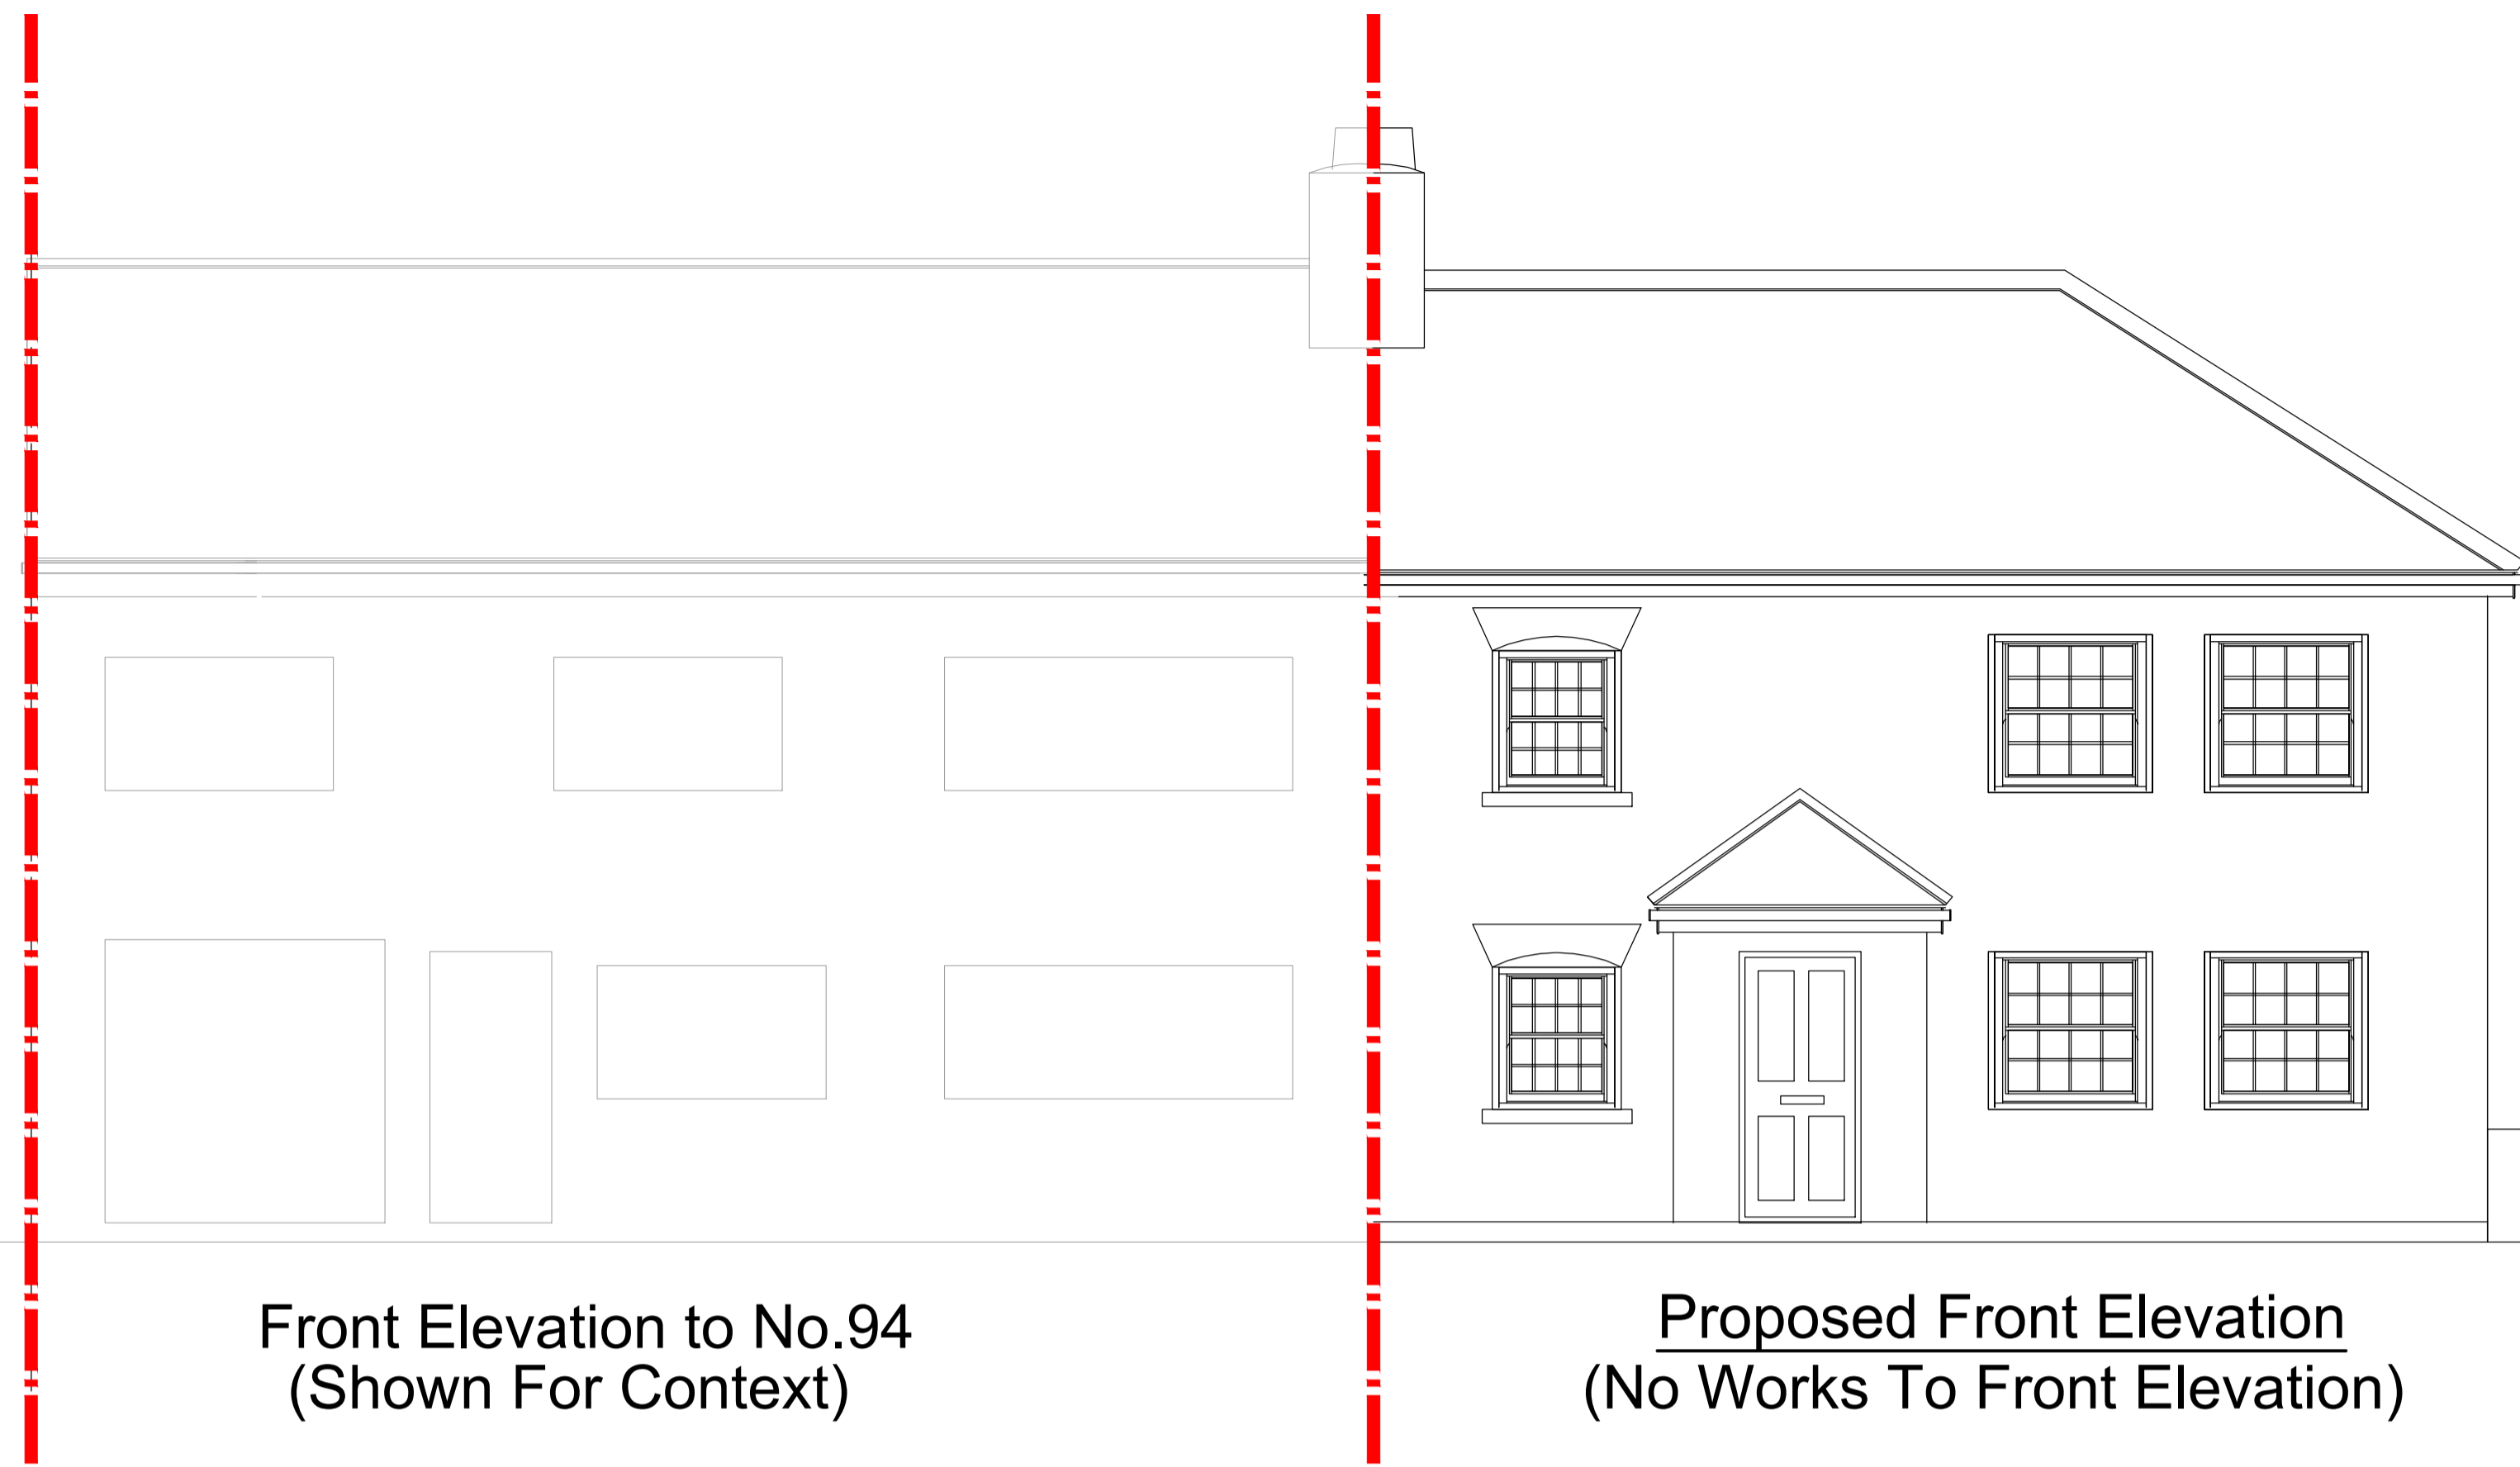 Front Elevation to No.94
(Shown For Context)
Proposed Front Elevation
(No Works To Front Elevation)